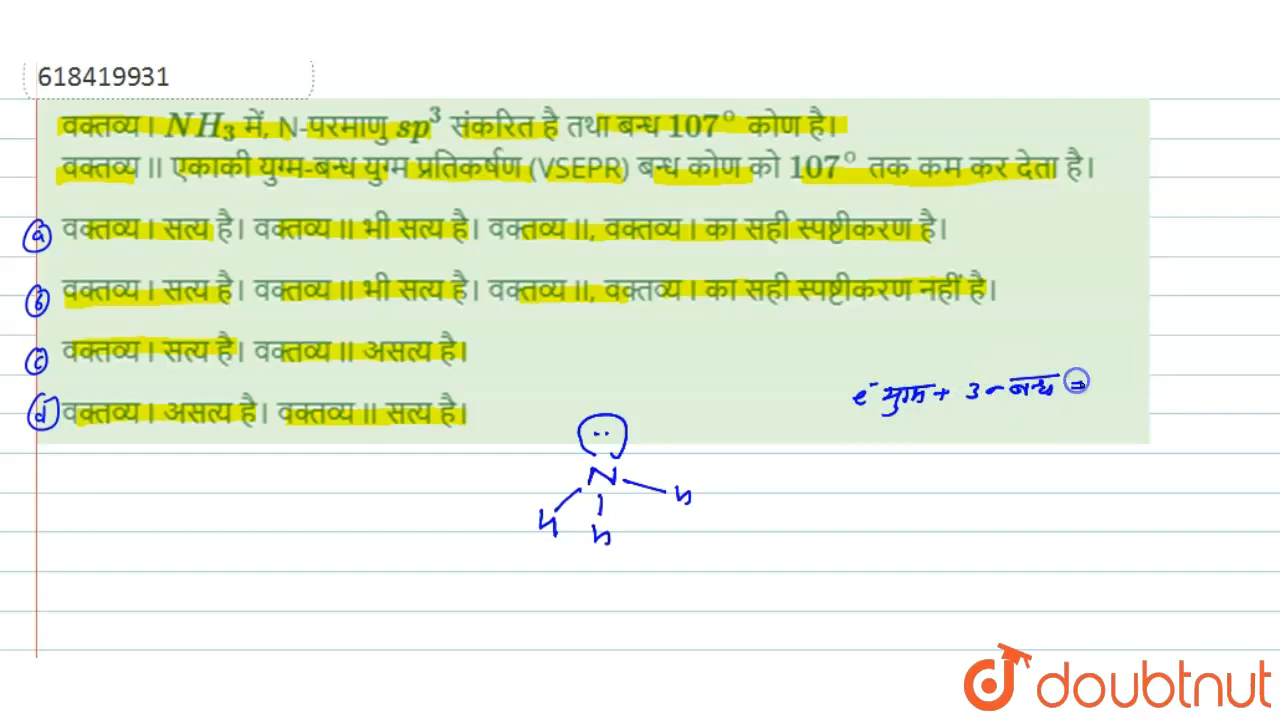 618419931
वक्तव्य I NH₃ में, N-परमाणु sp³ संकरित है तथा बन्ध 107° कोण है।
वक्तव्य II एकाकी युग्म-बन्ध युग्म प्रतिकर्षण (VSEPR) बन्ध कोण को 107° तक कम कर देता है।
a वक्तव्य I सत्य है। वक्तव्य II भी सत्य है। वक्तव्य II, वक्तव्य I का सही स्पष्टीकरण है।
b वक्तव्य I सत्य है। वक्तव्य II भी सत्य है। वक्तव्य II, वक्तव्य I का सही स्पष्टीकरण नहीं है।
c वक्तव्य I सत्य है। वक्तव्य II असत्य है।
e⁻ युग्म + 3 σ बन्ध =
d वक्तव्य I असत्य है। वक्तव्य II सत्य है।
N
H H H
doubtnut